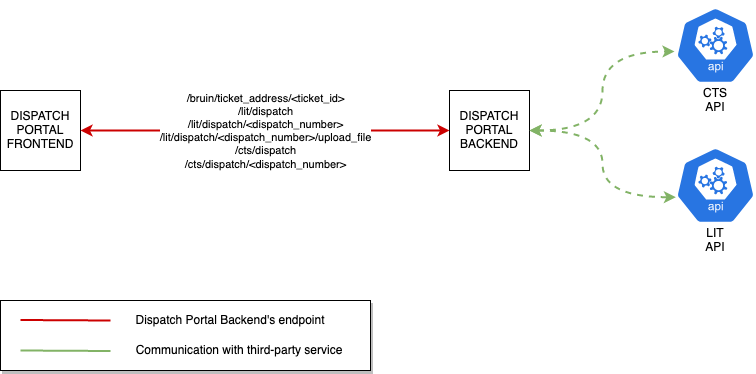 DISPATCH
PORTAL
FRONTEND
/bruin/ticket_address/<ticket_id>
/lit/dispatch
/lit/dispatch/<dispatch_number>
/lit/dispatch/<dispatch_number>/upload_file
/cts/dispatch
/cts/dispatch/<dispatch_number>
DISPATCH
PORTAL
BACKEND
api
CTS
API
api
LIT
API
Dispatch Portal Backend's endpoint
Communication with third-party service